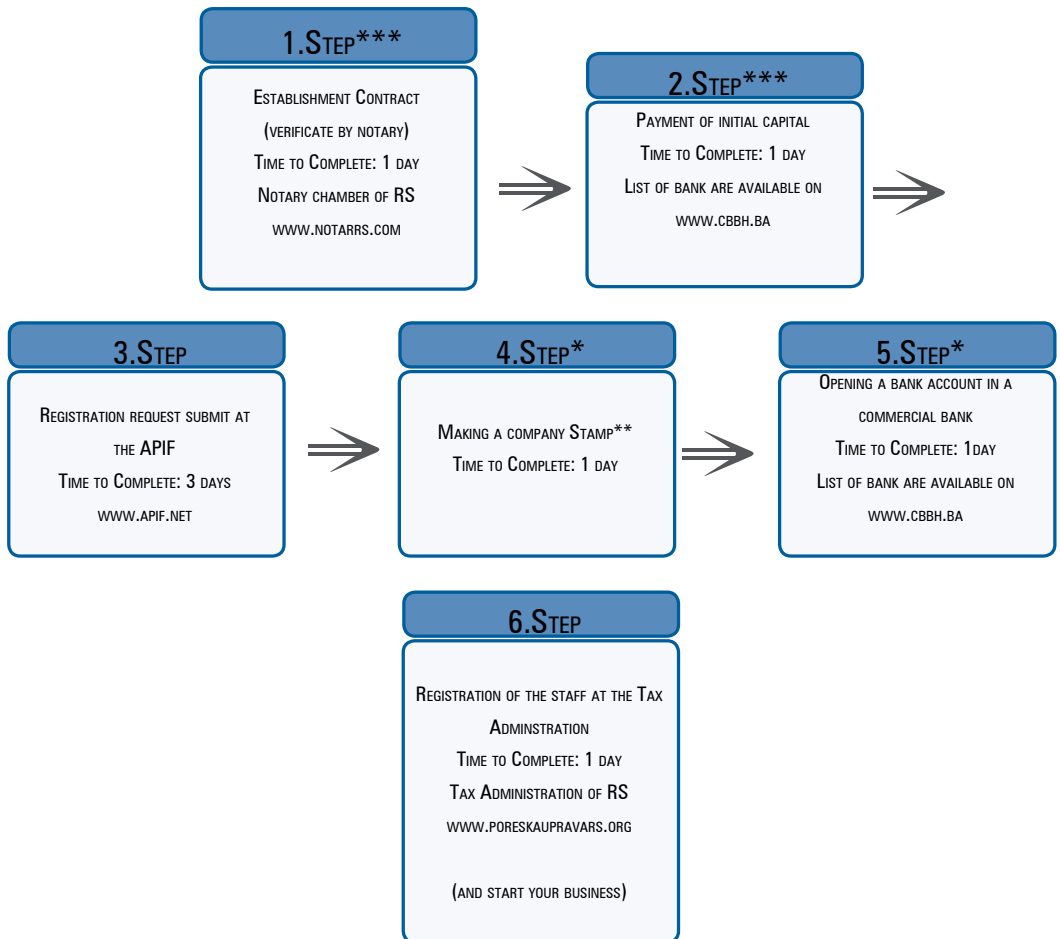 1.Step***
Establishment Contract
(verificate by notary)
Time to Complete: 1 day
Notary chamber of RS
www.notarrs.com
2.Step***
Payment of initial capital
Time to Complete: 1 day
List of bank are available on
www.cbbh.ba
3.Step
Registration request submit at
the APIF
Time to Complete: 3 days
www.apif.net
4.Step*
Making a company Stamp**
Time to Complete: 1 day
5.Step*
Opening a bank account in a
commercial bank
Time to Complete: 1day
List of bank are available on
www.cbbh.ba
6.Step
Registration of the staff at the Tax
Adminstration
Time to Complete: 1 day
Tax Administration of RS
www.poreskaupravars.org
(and start your business)